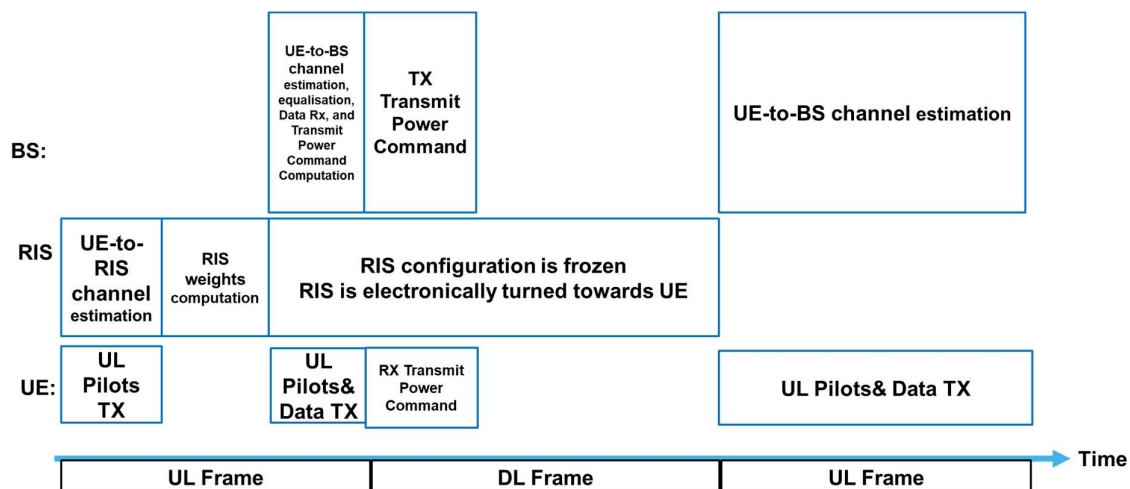 BS:
UE-to-BS
channel
estimation,
equalisation,
Data Rx, and
Transmit
Power
Command
Computation
TX
Transmit
Power
Command
UE-to-BS channel estimation
RIS
UE-to-
RIS
channel
estimation
RIS
weights
computation
RIS configuration is frozen
RIS is electronically turned towards UE
UE:
UL
Pilots
TX
UL
Pilots&
Data TX
RX Transmit
Power
Command
UL Pilots& Data TX
Time
UL Frame
DL Frame
UL Frame